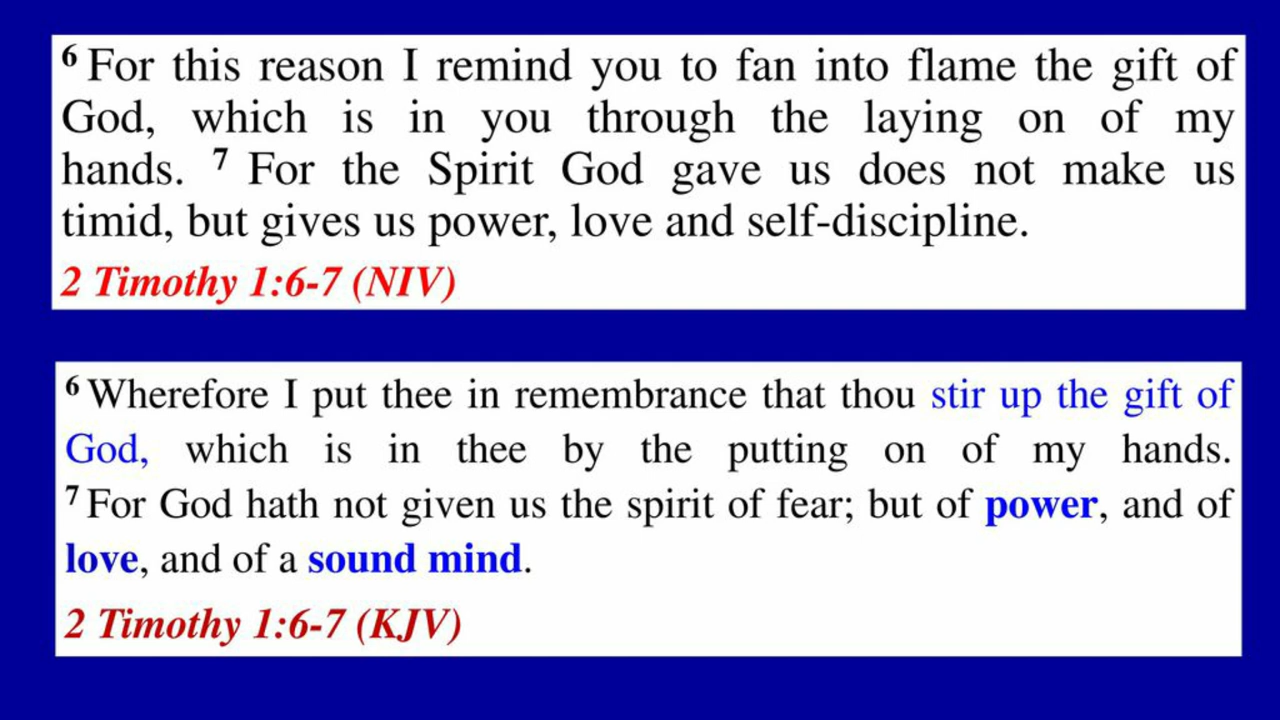 6 For this reason I remind you to fan into flame the gift of
God, which is in you through the laying on of my
hands. 7 For the Spirit God gave us does not make us
timid, but gives us power, love and self-discipline.
2 Timothy 1:6-7 (NIV)
6 Wherefore I put thee in remembrance that thou stir up the gift of
God, which is in thee by the putting on of my hands.
7 For God hath not given us the spirit of fear; but of power, and of
love, and of a sound mind.
2 Timothy 1:6-7 (KJV)